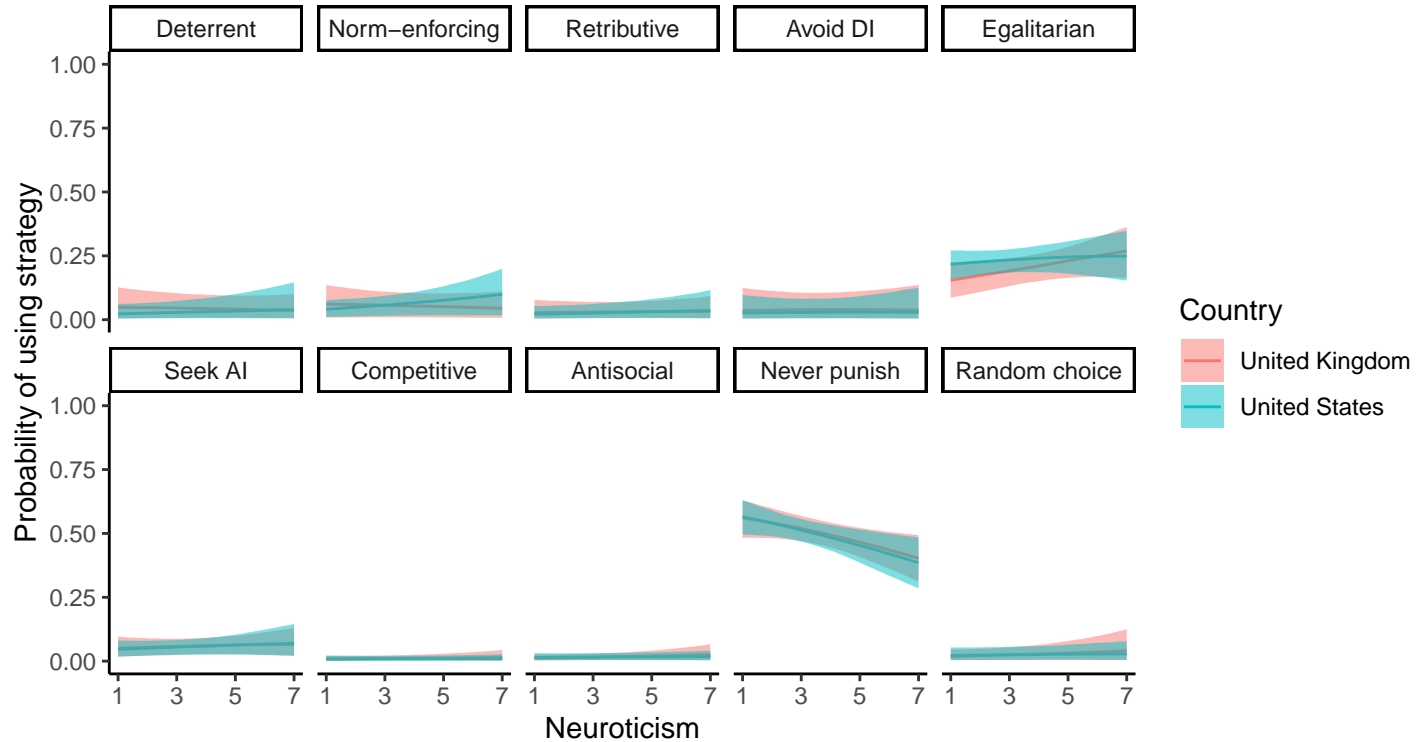 Deterrent Norm−enforcing Retributive Avoid DI Egalitarian
1.00
0.75
0.50
0.25
0.00
Seek AI Competitive Antisocial Never punish Random choice
1.00
0.75
0.50
0.25
0.00
1 3 5 7 1 3 5 7 1 3 5 7 1 3 5 7 1 3 5 7
Neuroticism
Probability of using strategy
Country
United Kingdom
United States